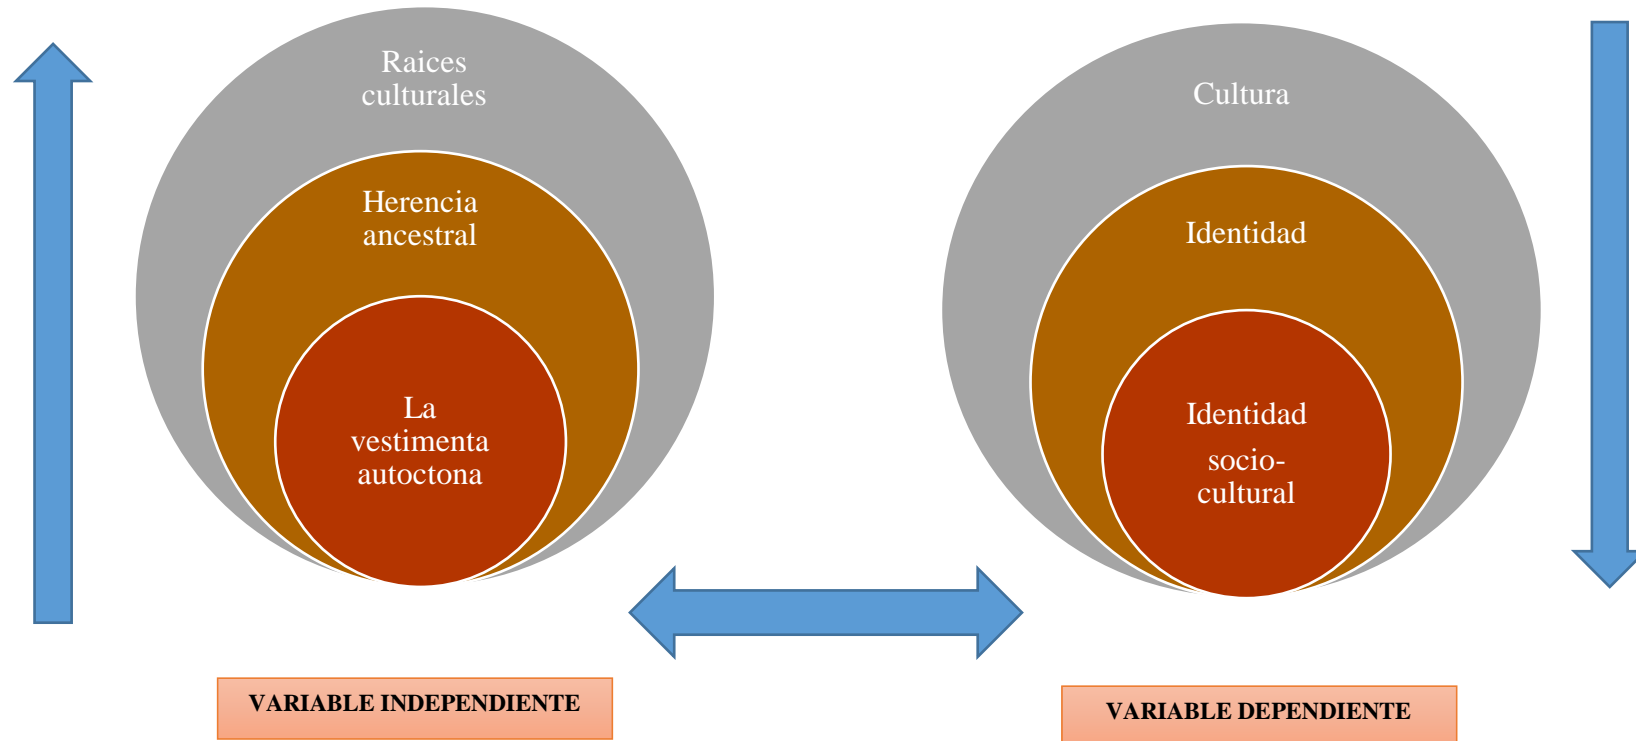 Raices
culturales
Herencia
ancestral
La
vestimenta
autoctona
VARIABLE INDEPENDIENTE
Cultura
Identidad
Identidad
socio-
cultural
VARIABLE DEPENDIENTE